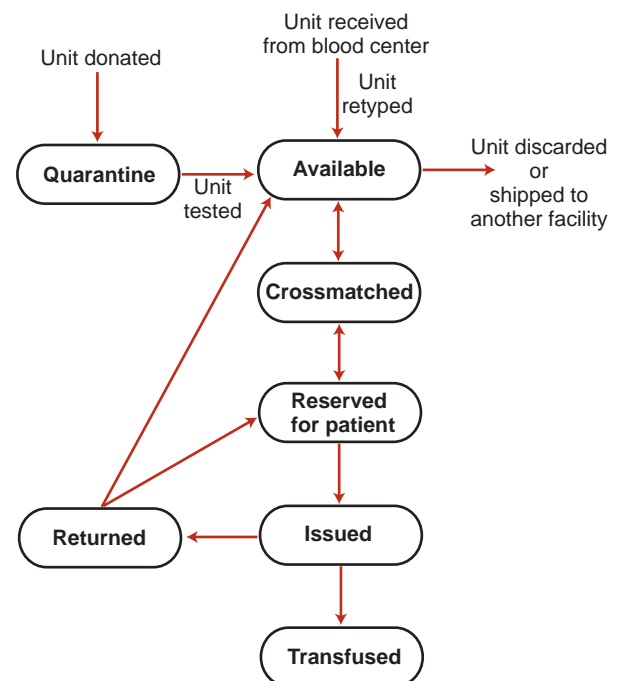 Unit received
from blood center
Unit donated
Unit
retyped
Quarantine
Unit
tested
Available
Unit discarded
or
shipped to
another facility
Crossmatched
Reserved
for patient
Returned
Issued
Transfused